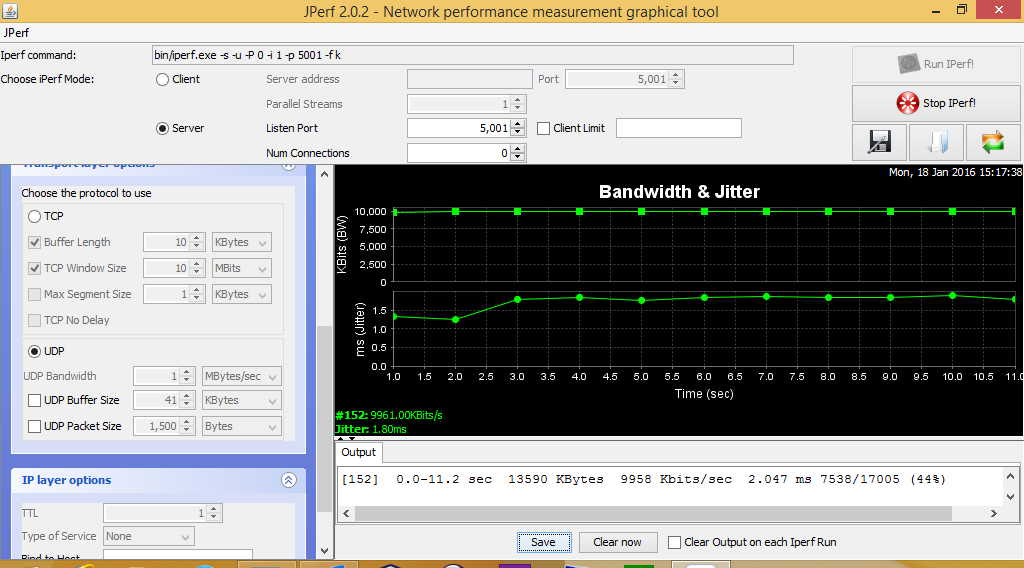 JPerf 2.0.2 - Network performance measurement graphical tool
JPerf
Iperf command:
bin/iperf.exe -s -u -P 0 -i 1 -p 5001 -f k
Choose iPerf Mode:
Client
Server address
Port
5,001
Parallel Streams
1
Server
Listen Port
5,001
Client Limit
Num Connections
0
Run IPerf!
Stop IPerf!
Transport layer options
Choose the protocol to use
TCP
Buffer Length
10
KBytes
TCP Window Size
10
MBits
Max Segment Size
1
KBytes
TCP No Delay
UDP
UDP Bandwidth
1
MBytes/sec
UDP Buffer Size
41
KBytes
UDP Packet Size
1,500
Bytes
IP layer options
TTL
1
Type of Service
None
Bind to Host
Mon, 18 Jan 2016 15:17:38
Bandwidth & Jitter
KBits (BW)
10,000
7,500
5,000
2,500
0
ms (Jitter)
1.5
1.0
0.5
0.0
1.0 1.5 2.0 2.5 3.0 3.5 4.0 4.5 5.0 5.5 6.0 6.5 7.0 7.5 8.0 8.5 9.0 9.5 10.0 10.5 11.0
Time (sec)
#152: 9961.00KBits/s
Jitter: 1.80ms
Output
[152] 0.0-11.2 sec 13590 KBytes 9958 Kbits/sec 2.047 ms 7538/17005 (44%)
Save
Clear now
Clear Output on each Iperf Run